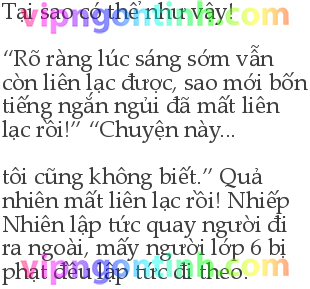 Tại sao có thể như vậy!
vipngontinh.com
“Rõ ràng lúc sáng sớm vẫn
còn liên lạc được, sao mới bốn
tiếng ngắn ngủi đã mất liên
lạc rồi!” “Chuyện này...
tôi cũng không biết.” Quả
nhiên mất liên lạc rồi! Nhiếp
Nhiên lập tức quay người đi
ra ngoài, mấy người lớp 6 bị
phạt đều lập tức đi theo.
vipngontinh.com